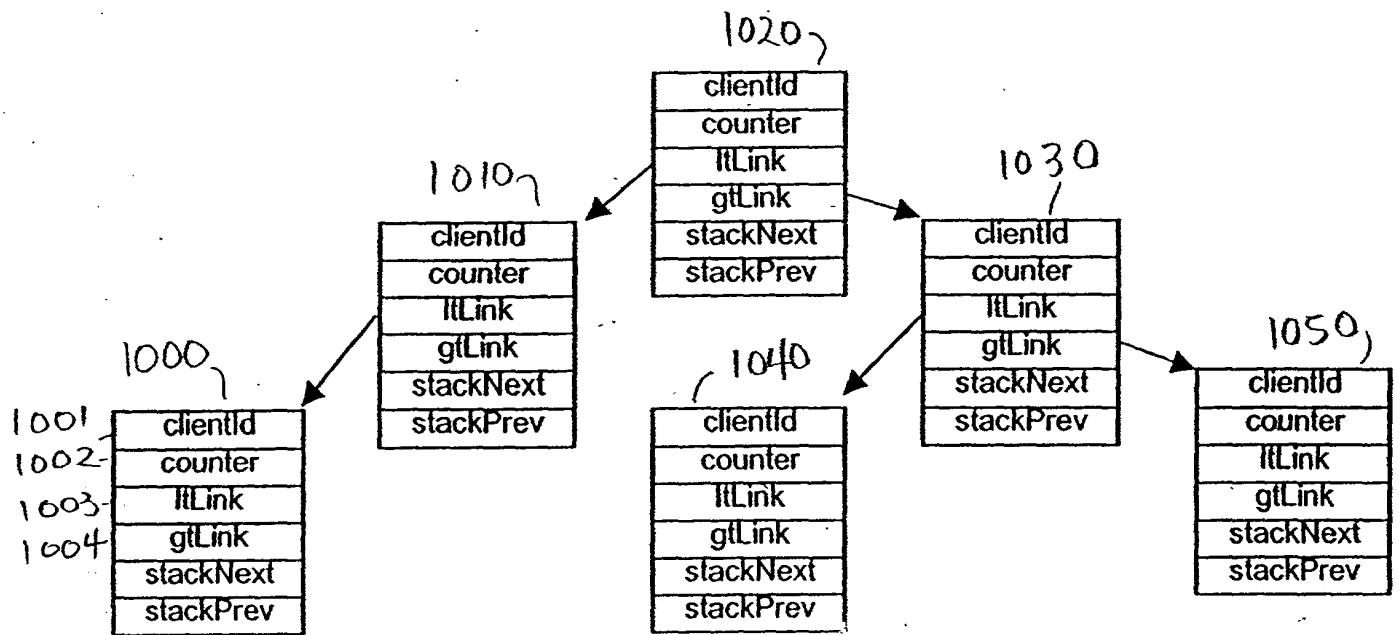 1020
clientId
counter
ltLink
gtLink
stackNext
stackPrev
1010
clientId
counter
ltLink
gtLink
stackNext
stackPrev
1030
clientId
counter
ltLink
gtLink
stackNext
stackPrev
1000
1001
1002
1003
1004
clientId
counter
ltLink
gtLink
stackNext
stackPrev
1040
clientId
counter
ltLink
gtLink
stackNext
stackPrev
1050
clientId
counter
ltLink
gtLink
stackNext
stackPrev